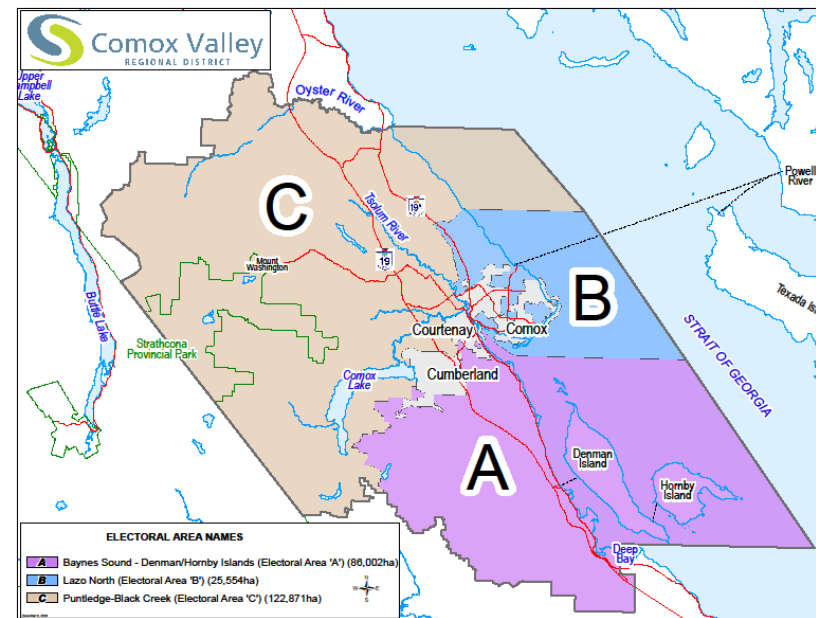 Comox Valley
REGIONAL DISTRICT
Upper
Campbell
Lake
Oyster River
Powell
River
C
Tsolum River
19A
19
Mount
Washington
B
Buttle Lake
Texada Isl
Strathcona
Provincial Park
Courtenay
Comox
STRAIT OF GEORGIA
Comox
Lake
Cumberland
A
Denman
Island
Hornby
Island
Deep
Bay
ELECTORAL AREA NAMES
A Baynes Sound - Denman/Hornby Islands (Electoral Area 'A') (86,002ha)
B Lazo North (Electoral Area 'B') (25,554ha)
C Puntledge-Black Creek (Electoral Area 'C') (122,871ha)
N
W E
S